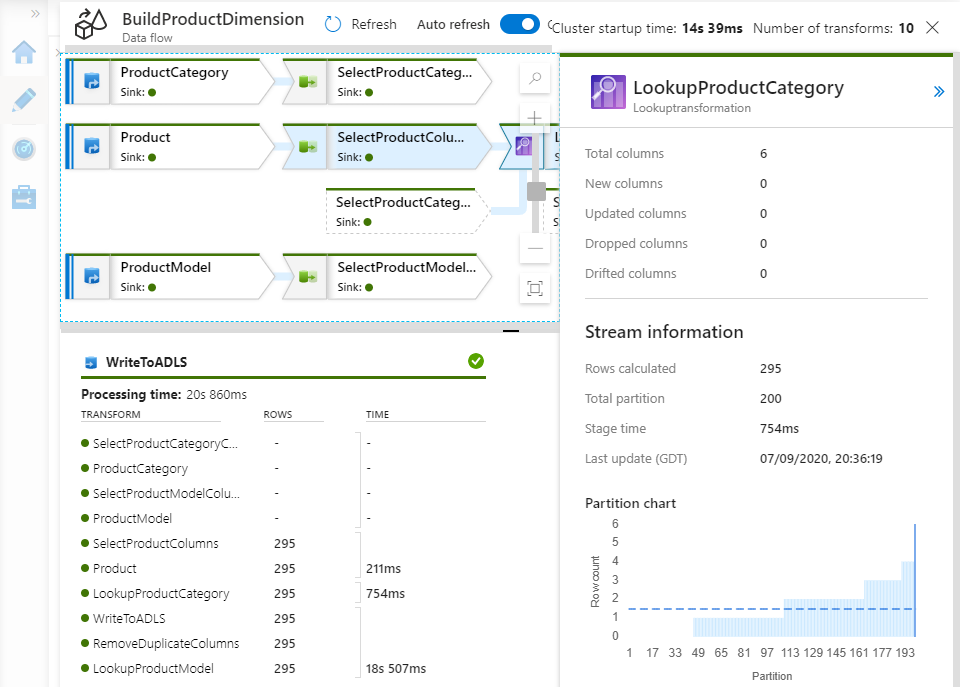 BuildProductDimension
Data flow
Refresh
Auto refresh
Cluster startup time: 14s 39ms Number of transforms: 10
ProductCategory
Sink:
SelectProductCateg...
Sink:
Product
Sink:
SelectProductColu...
Sink:
L
S
SelectProductCateg...
Sink:
S
S
ProductModel
Sink:
SelectProductModel...
Sink:
WriteToADLS
Processing time: 20s 860ms
TRANSFORM ROWS TIME
SelectProductCategoryC... - -
ProductCategory - -
SelectProductModelColu... - -
ProductModel - -
SelectProductColumns 295
Product 295 211ms
LookupProductCategory 295 754ms
WriteToADLS 295
RemoveDuplicateColumns 295
LookupProductModel 295 18s 507ms
LookupProductCategory
Lookuptransformation
Total columns 6
New columns 0
Updated columns 0
Dropped columns 0
Drifted columns 0
Stream information
Rows calculated 295
Total partition 200
Stage time 754ms
Last update (GDT) 07/09/2020, 20:36:19
Partition chart
Row count
6
5
4
3
2
1
0
1 17 33 49 65 81 97 113 129 145 161 177 193
Partition